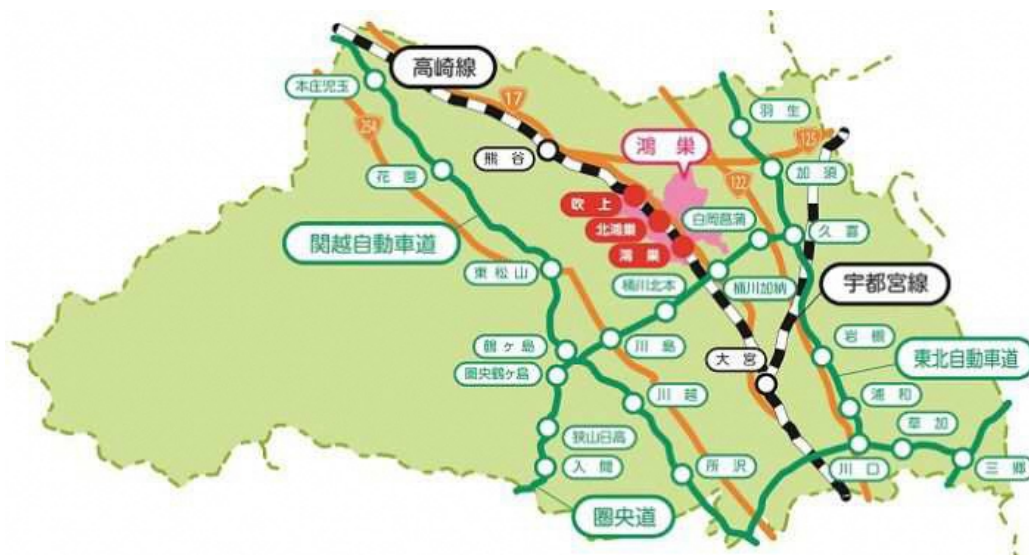 高崎線
本庄児玉
17
羽生
254
125
熊谷
鴻巣
花園
加須
122
吹上
白岡菖蒲
北鴻巣
久喜
関越自動車道
鴻巣
東松山
桶川北本
桶川加納
宇都宮線
鶴ヶ島
川島
大宮
岩槻
東北自動車道
圏央鶴ヶ島
川越
浦和
草加
狭山日高
入間
所沢
川口
三郷
圏央道